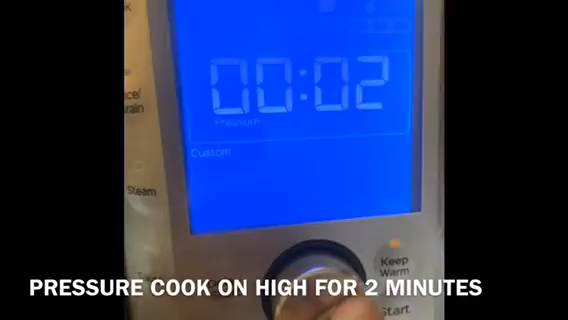 00:02
Pressure
Custom
Steam
Keep
Warm
Start
PRESSURE COOK ON HIGH FOR 2 MINUTES